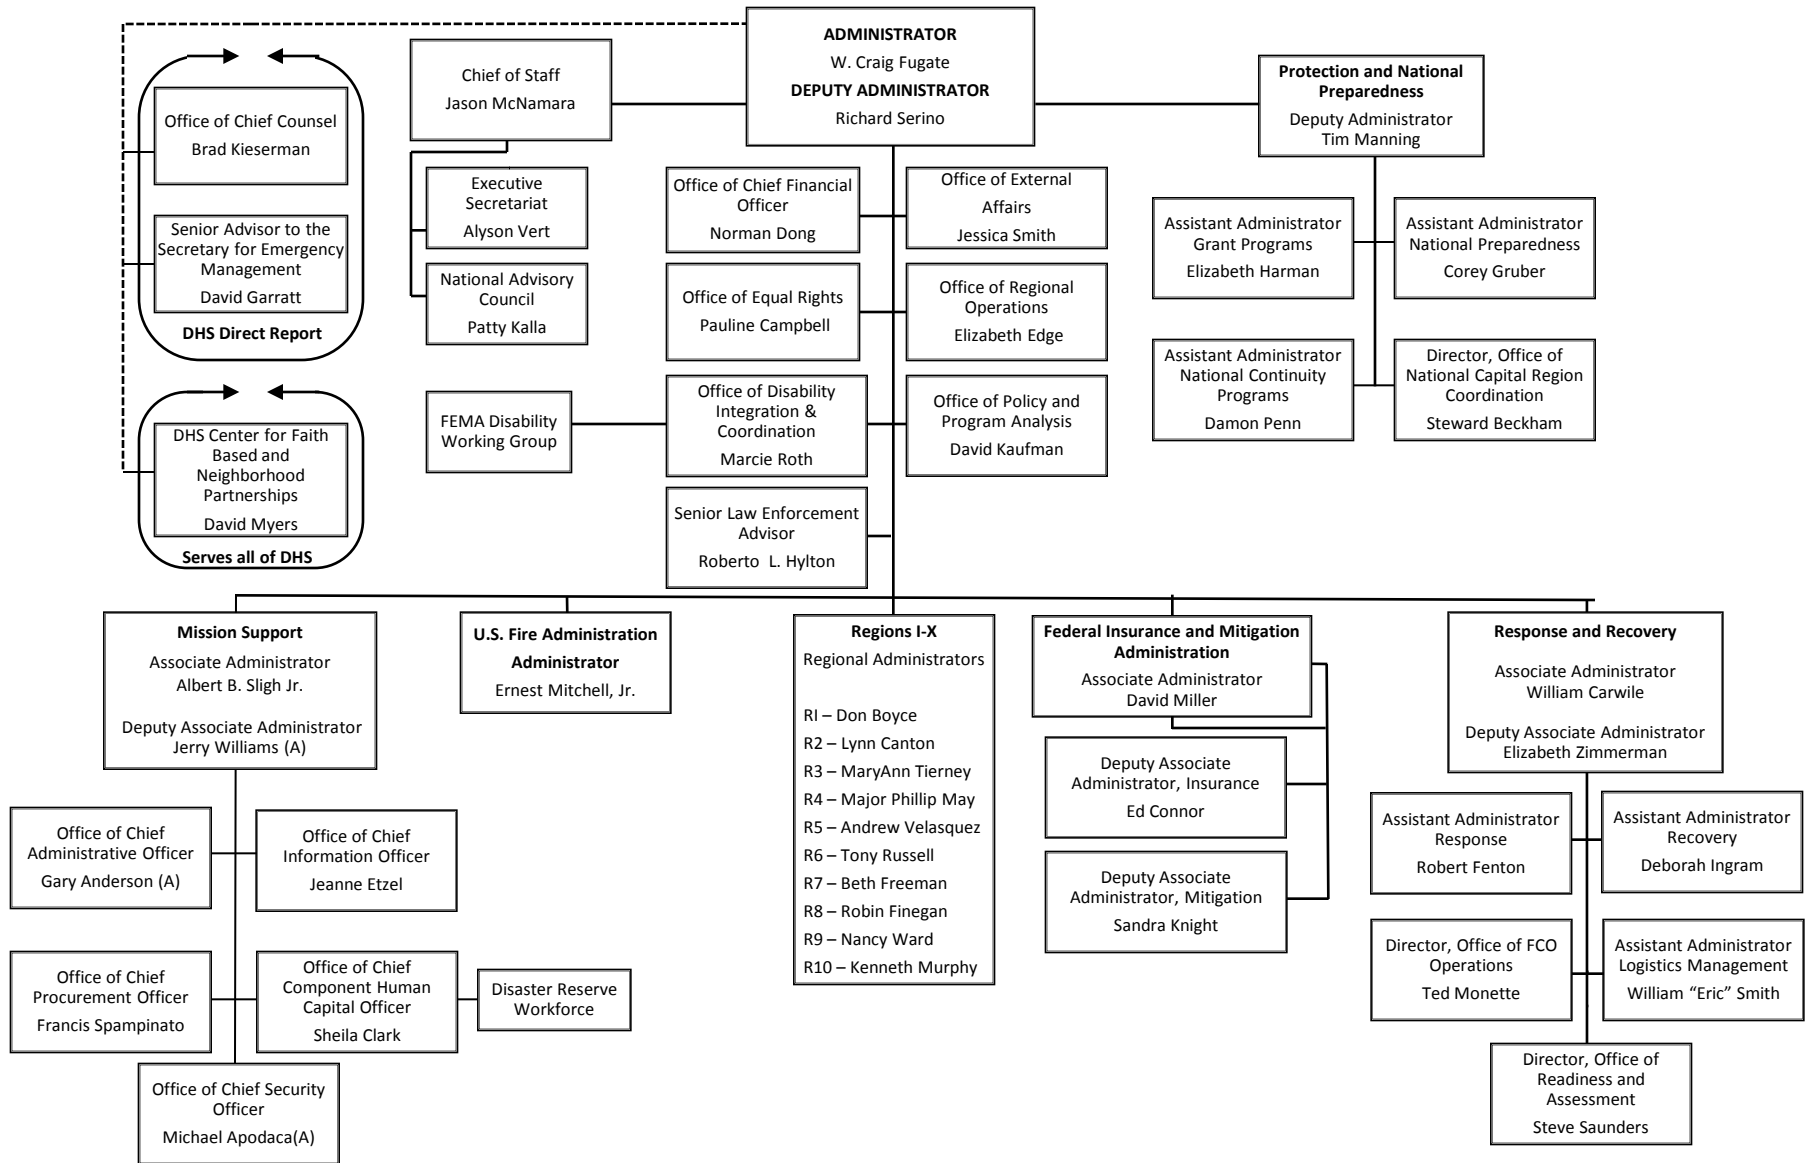 ADMINISTRATOR
W. Craig Fugate
DEPUTY ADMINISTRATOR
Richard Serino
Chief of Staff
Jason McNamara
Protection and National
Preparedness
Deputy Administrator
Tim Manning
Office of Chief Counsel
Brad Kieserman
Senior Advisor to the
Secretary for Emergency
Management
David Garratt
DHS Direct Report
DHS Center for Faith
Based and
Neighborhood
Partnerships
David Myers
Serves all of DHS
Executive
Secretariat
Alyson Vert
National Advisory
Council
Patty Kalla
FEMA Disability
Working Group
Office of Chief Financial
Officer
Norman Dong
Office of External
Affairs
Jessica Smith
Office of Equal Rights
Pauline Campbell
Office of Regional
Operations
Elizabeth Edge
Office of Disability
Integration &
Coordination
Marcie Roth
Office of Policy and
Program Analysis
David Kaufman
Senior Law Enforcement
Advisor
Roberto L. Hylton
Assistant Administrator
Grant Programs
Elizabeth Harman
Assistant Administrator
National Preparedness
Corey Gruber
Assistant Administrator
National Continuity
Programs
Damon Penn
Director, Office of
National Capital Region
Coordination
Steward Beckham
Mission Support
Associate Administrator
Albert B. Sligh Jr.
Deputy Associate Administrator
Jerry Williams (A)
Office of Chief
Administrative Officer
Gary Anderson (A)
Office of Chief
Information Officer
Jeanne Etzel
Office of Chief
Procurement Officer
Francis Spampinato
Office of Chief
Component Human
Capital Officer
Sheila Clark
Disaster Reserve
Workforce
Office of Chief Security
Officer
Michael Apodaca(A)
U.S. Fire Administration
Administrator
Ernest Mitchell, Jr.
Regions I-X
Regional Administrators
RI – Don Boyce
R2 – Lynn Canton
R3 – MaryAnn Tierney
R4 – Major Phillip May
R5 – Andrew Velasquez
R6 – Tony Russell
R7 – Beth Freeman
R8 – Robin Finegan
R9 – Nancy Ward
R10 – Kenneth Murphy
Federal Insurance and Mitigation
Administration
Associate Administrator
David Miller
Deputy Associate
Administrator, Insurance
Ed Connor
Deputy Associate
Administrator, Mitigation
Sandra Knight
Response and Recovery
Associate Administrator
William Carwile
Deputy Associate Administrator
Elizabeth Zimmerman
Assistant Administrator
Response
Robert Fenton
Assistant Administrator
Recovery
Deborah Ingram
Director, Office of FCO
Operations
Ted Monette
Assistant Administrator
Logistics Management
William “Eric” Smith
Director, Office of
Readiness and
Assessment
Steve Saunders